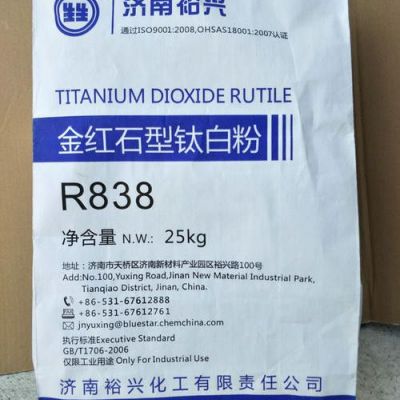 济南裕兴
通过ISO9001:2008,OHSAS18001:2007认证
TITANIUM DIOXIDE RUTILE
金红石型钛白粉
R838
净含量 N.W.: 25kg
地址:济南市天桥区济南新材料产业园区裕兴路100号
Add:No.100,Yuxing Road,Jinan New Material Industrial Park,
Tianqiao District, Jinan, China.
+86-531-67612888
FAX +86-531-67612761
jnyuxing@bluestar.chemchina.com
执行标准Executive Standard
GB/T1706-2006
仅限工业用途 Only For Industrial Use
济南裕兴化工有限责任公司